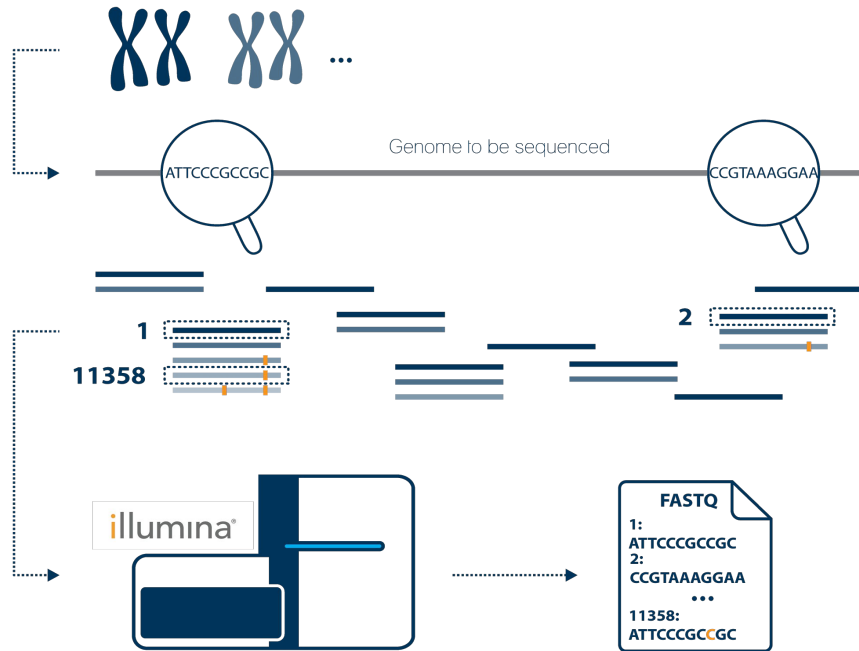 ...
Genome to be sequenced
ATTCCCGCCGC
CCGTAAAGGAA
1
2
11358
illumina®
FASTQ
1:
ATTCCCGCCGC
2:
CCGTAAAGGAA
...
11358:
ATTCCCGCCGC